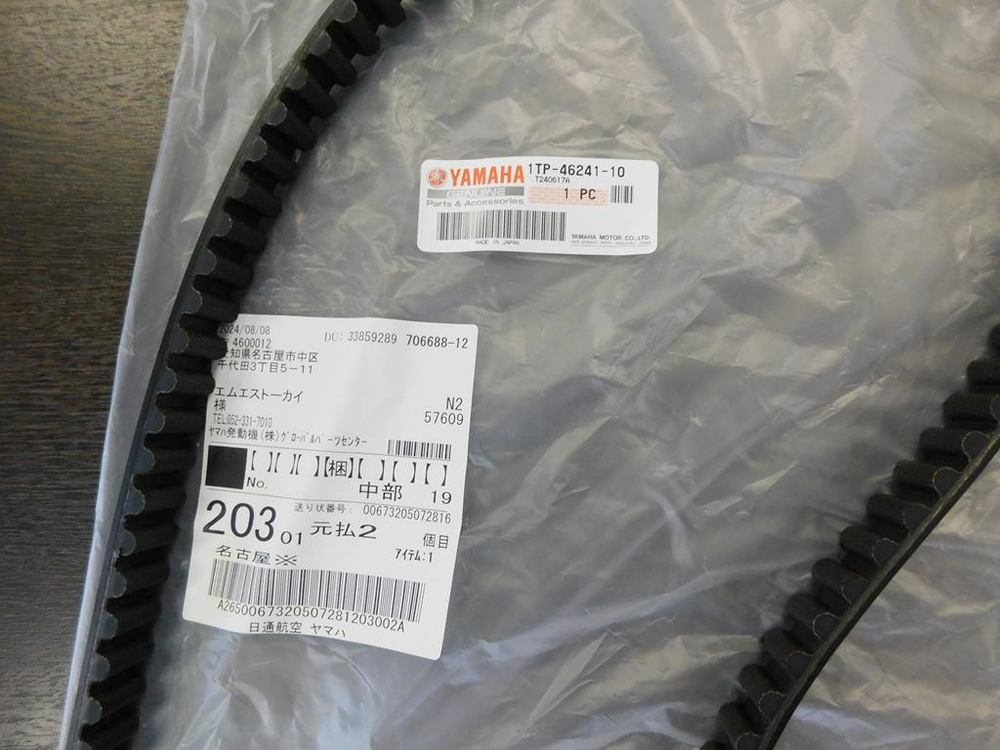 YAMAHA 1TP-46241-10
T240617A
GENUINE 1 PC
Parts & Accessories
MADE IN JAPAN
YAMAHA MOTOR CO.,LTD.
2024/08/08
DU: 33859289 706688-12
4600012
愛知県名古屋市中区
千代田3丁目5-11
エムエストーカイ
様
N2
57609
TEL:052-331-7010
ヤマハ発動機(株)グローバルパーツセンター
【 】【 】【 】【梱】【 】【 】【 】
No.
中部 19
送り状番号: 00673205072816
203 01 元払2 個目
名古屋※ アイテム:1
A2650067320507281203002A
日通航空 ヤマハ